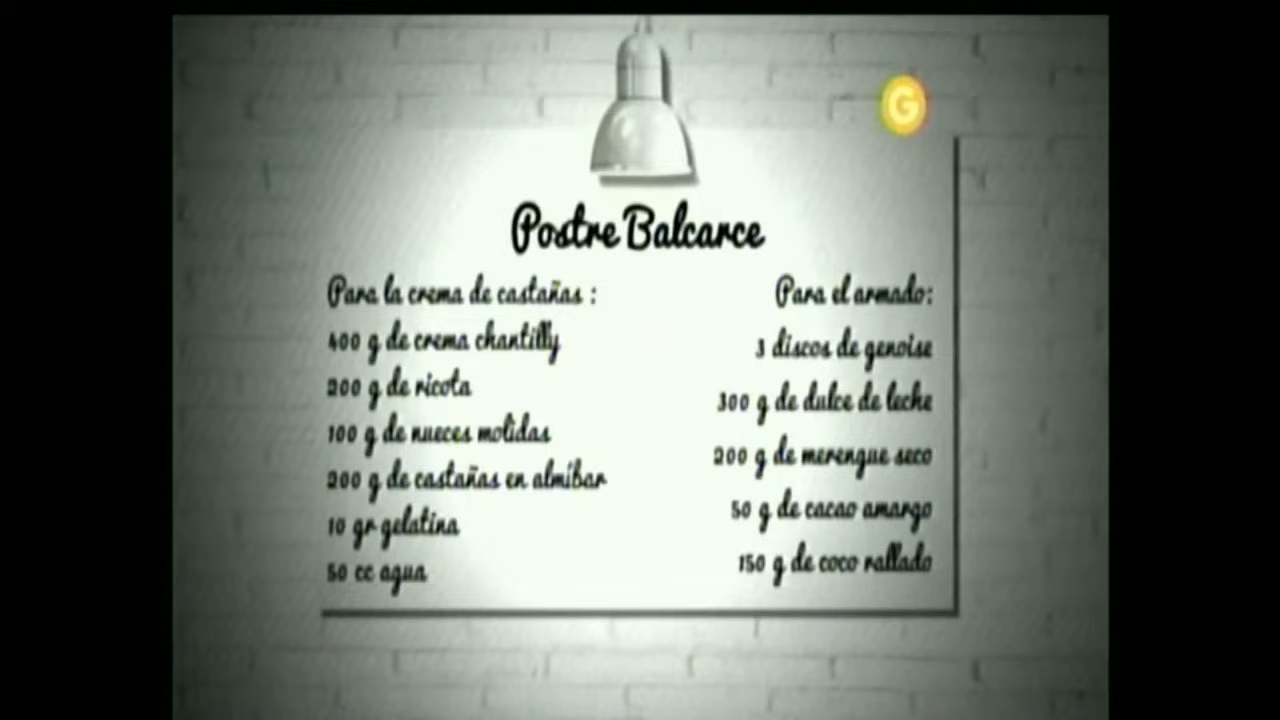 G
Postre Balcarce
Para la crema de castañas :
400 g de crema chantilly
200 g de ricota
100 g de nueces molidas
200 g de castañas en almíbar
10 gr gelatina
50 cc agua
Para el armado:
3 discos de genoise
300 g de dulce de leche
200 g de merengue seco
50 g de cacao amargo
150 g de coco rallado